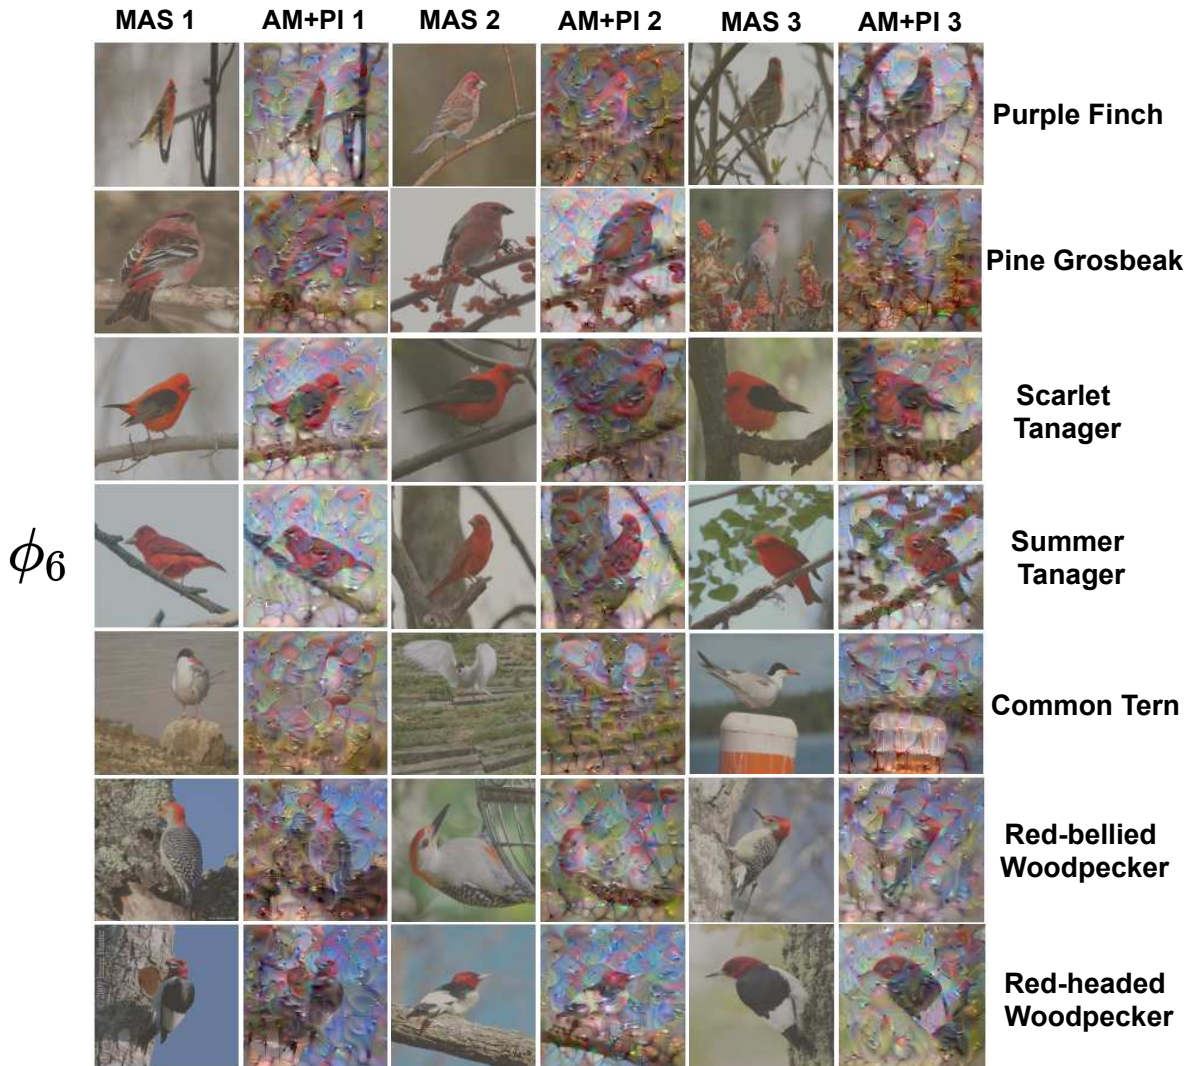 MAS 1 AM+PI 1 MAS 2 AM+PI 2 MAS 3 AM+PI 3
Purple Finch
Pine Grosbeak
Scarlet
Tanager
ϕ6
Summer
Tanager
Common Tern
Red-bellied
Woodpecker
Red-headed
Woodpecker